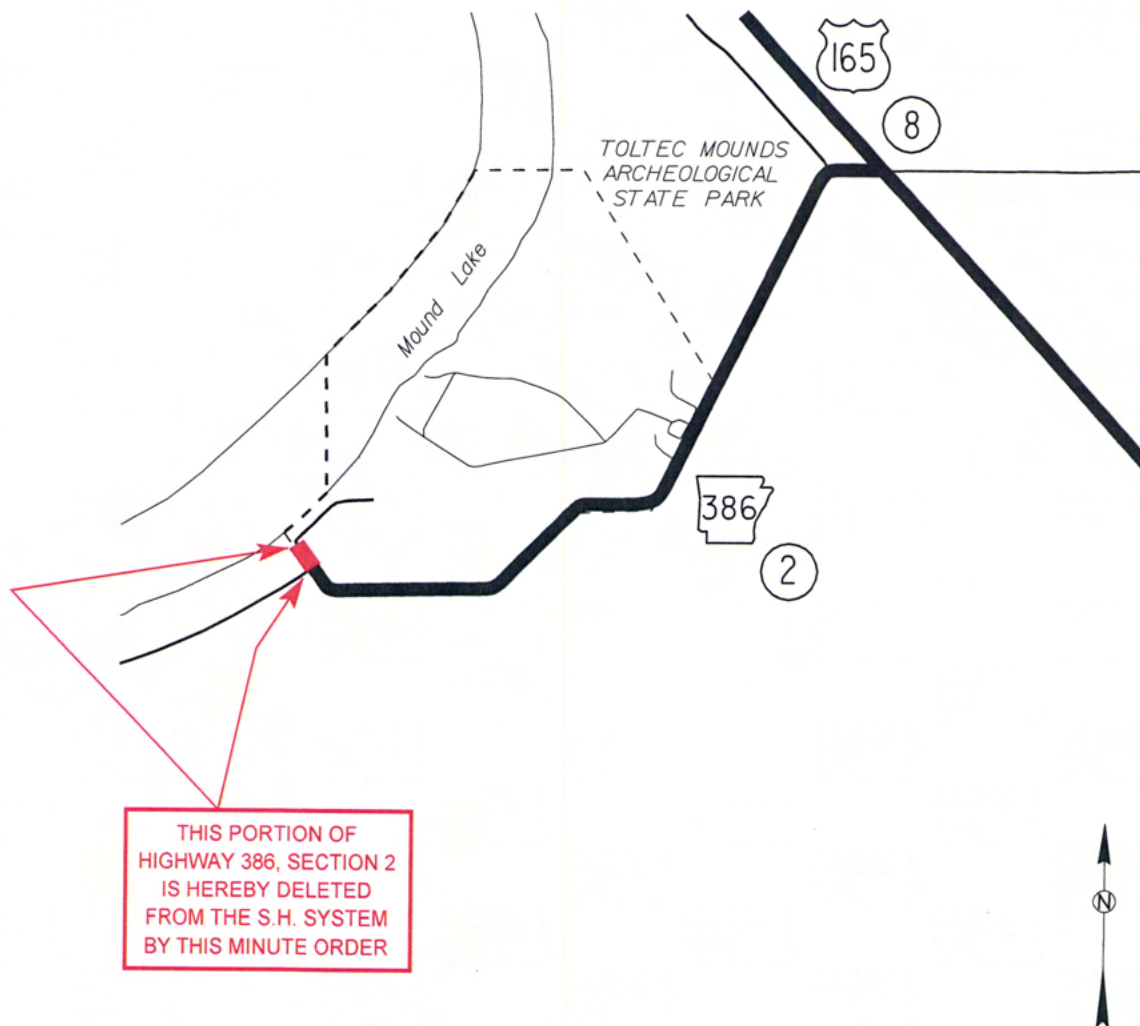 165
8
TOLTEC MOUNDS
ARCHEOLOGICAL
STATE PARK
Mound Lake
386
2
THIS PORTION OF
HIGHWAY 386, SECTION 2
IS HEREBY DELETED
FROM THE S.H. SYSTEM
BY THIS MINUTE ORDER
N